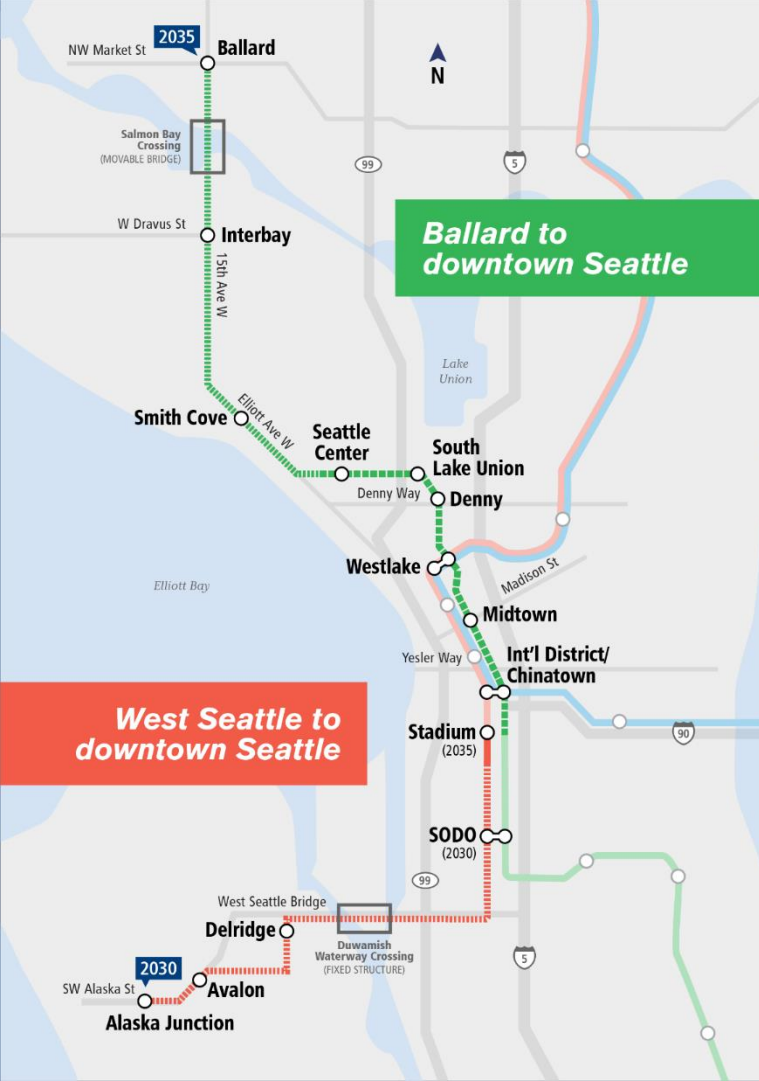 2035
Ballard
NW Market St
N
Salmon Bay
Crossing
(MOVABLE BRIDGE)
99
5
W Dravus St
Interbay
Ballard to
downtown Seattle
15th Ave W
Lake
Union
Smith Cove
Elliott Ave W
Seattle
Center
South
Lake Union
Denny Way
Denny
Westlake
Madison St
Elliott Bay
Midtown
Yesler Way
Int'l District/
Chinatown
West Seattle to
downtown Seattle
Stadium
(2035)
90
SODO
(2030)
99
West Seattle Bridge
Delridge
Duwamish
Waterway Crossing
(FIXED STRUCTURE)
5
2030
SW Alaska St
Avalon
Alaska Junction